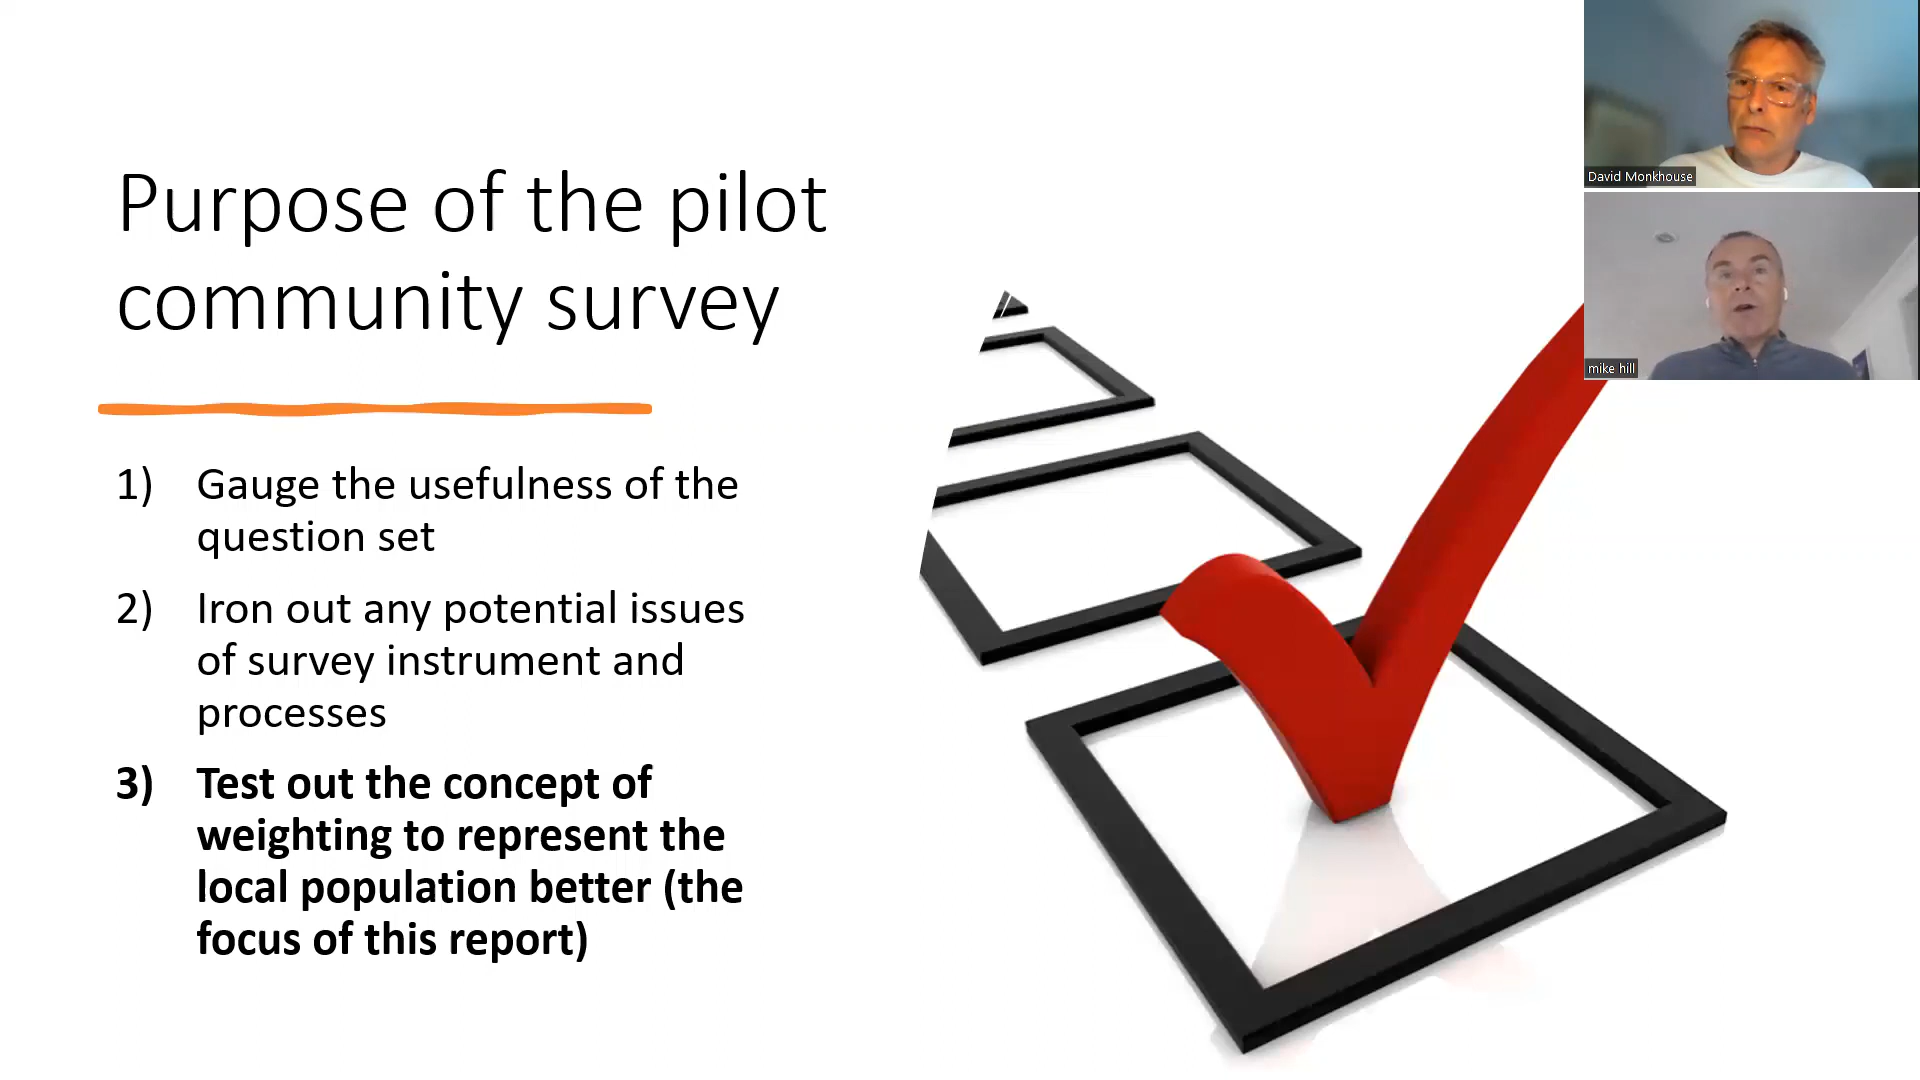 Purpose of the pilot
community survey
1) Gauge the usefulness of the
question set
2) Iron out any potential issues
of survey instrument and
processes
3) Test out the concept of
weighting to represent the
local population better (the
focus of this report)
David Monkhouse
mike hill